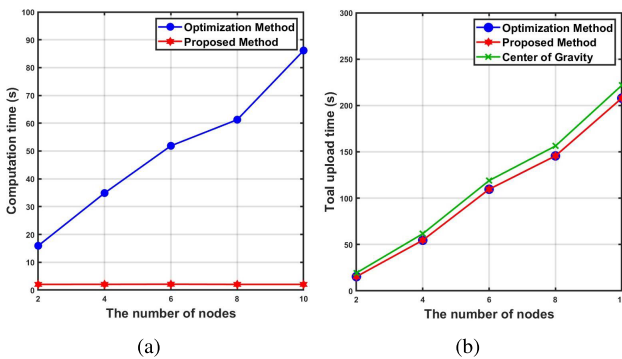 Optimization Method
Proposed Method
Computation time (s)
100
90
80
70
60
50
40
30
20
10
0
2 4 6 8 10
The number of nodes
(a)
Optimization Method
Proposed Method
Center of Gravity
Toal upload time (s)
300
250
200
150
100
50
0
2 4 6 8 1
The number of nodes
(b)